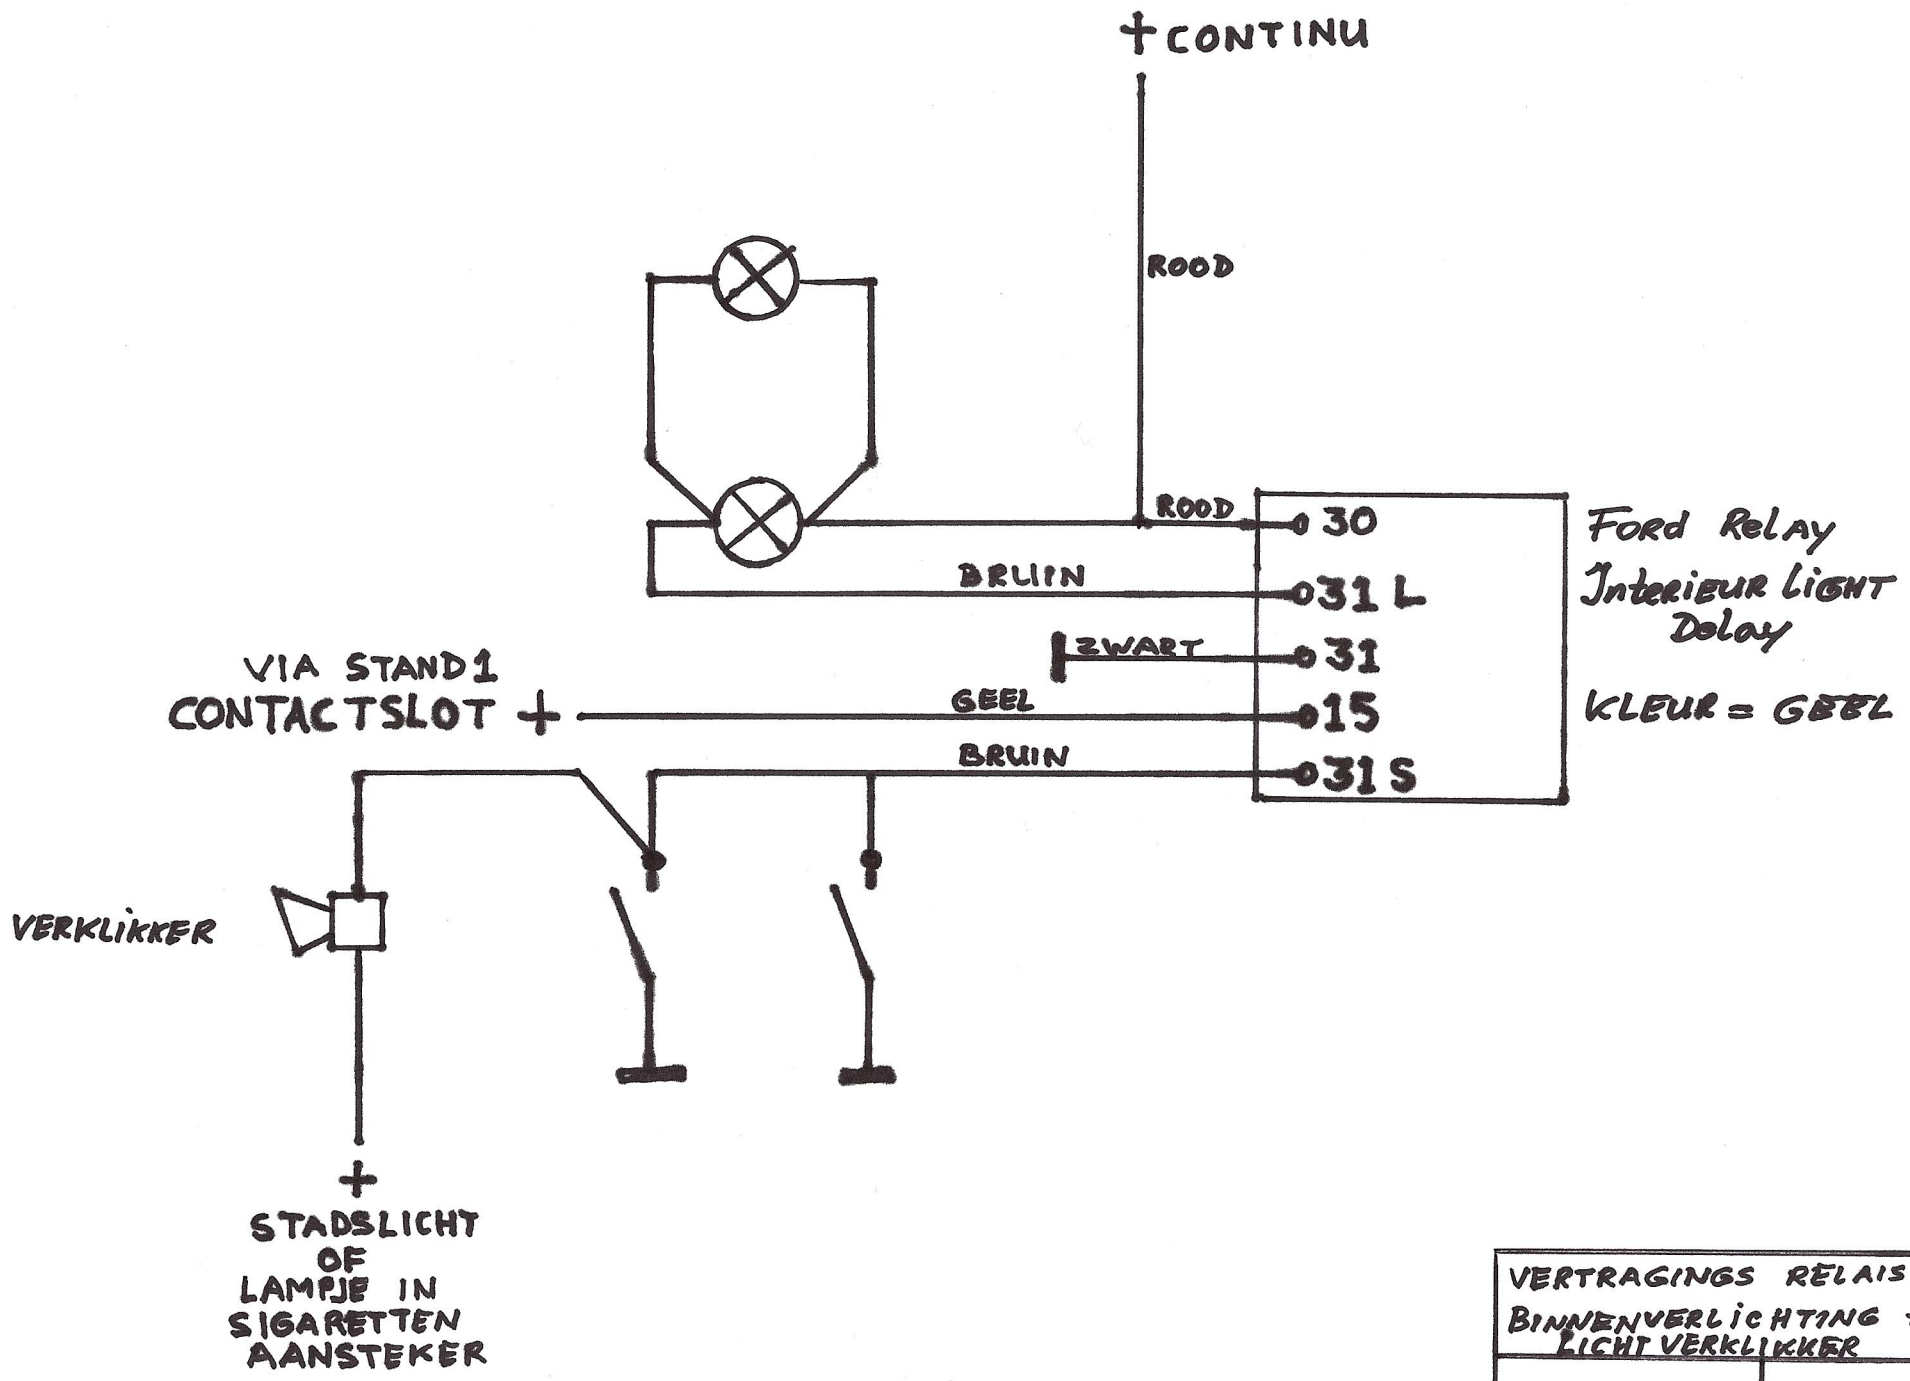 + CONTINU
ROOD
ROOD
30
BRUIN
31 L
ZWART
31
GEEL
15
BRUIN
31 S
FORD RELAY
INTERIEUR LIGHT
DELAY
KLEUR = GEEL
VIA STAND 1
CONTACTSLOT +
VERKLIKKER
+
STADSLICHT
OF
LAMPJE IN
SIGARETTEN
AANSTEKER
VERTRAGINGS RELAIS
BINNENVERLICHTING +
LICHT VERKLIKKER